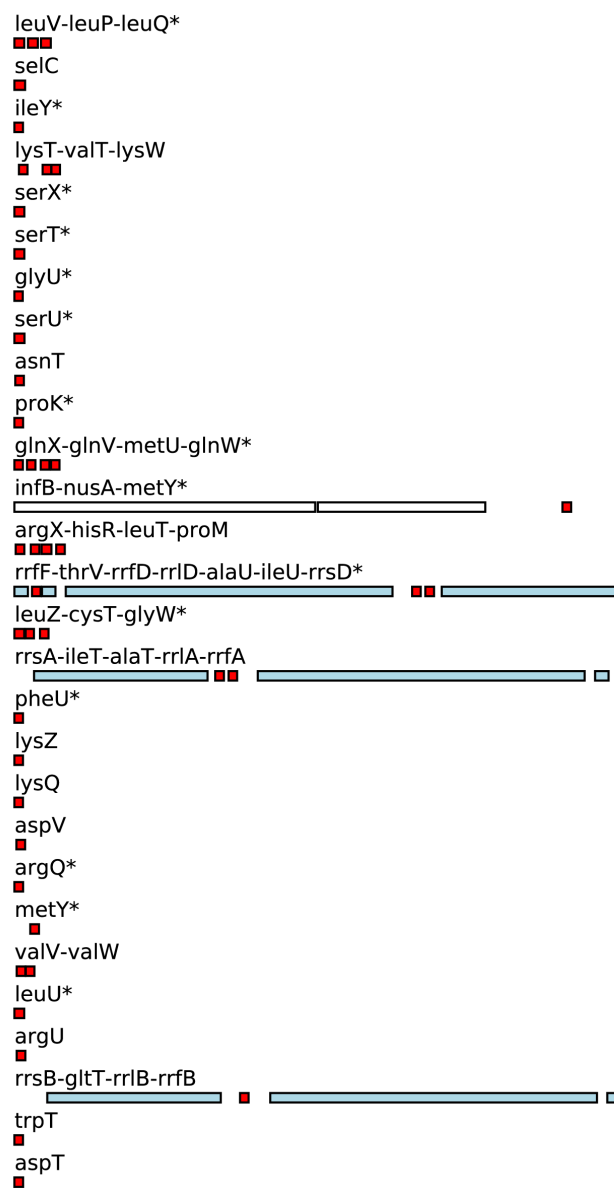 leuV-leuP-leuQ*
selC
ileY*
lysT-valT-lysW
serX*
serT*
glyU*
serU*
asnT
proK*
glnX-glnV-metU-glnW*
infB-nusA-metY*
argX-hisR-leuT-proM
rrfF-thrV-rrfD-rrlD-alaU-ileU-rrsD*
leuZ-cysT-glyW*
rrsA-ileT-alaT-rrlA-rrfA
pheU*
lysZ
lysQ
aspV
argQ*
metY*
valV-valW
leuU*
argU
rrsB-gltT-rrlB-rrfB
trpT
aspT